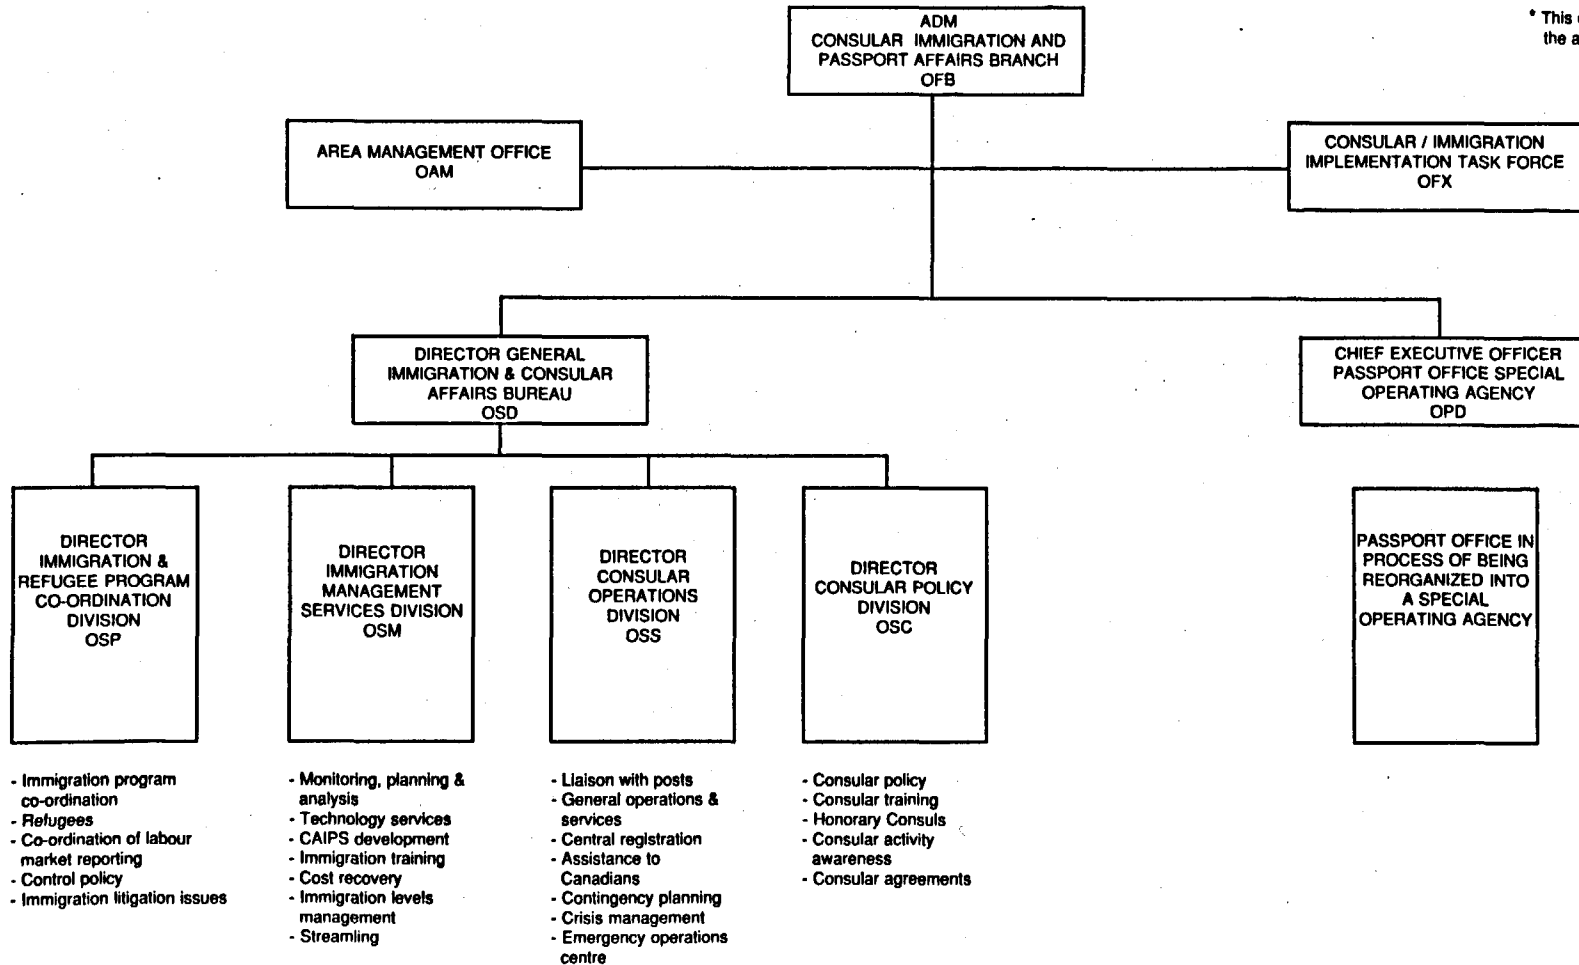 ADM
CONSULAR IMMIGRATION AND
PASSPORT AFFAIRS BRANCH
OFB
* This
the
AREA MANAGEMENT OFFICE
OAM
CONSULAR / IMMIGRATION
IMPLEMENTATION TASK FORCE
OFX
DIRECTOR GENERAL
IMMIGRATION & CONSULAR
AFFAIRS BUREAU
OSD
CHIEF EXECUTIVE OFFICER
PASSPORT OFFICE SPECIAL
OPERATING AGENCY
OPD
DIRECTOR
IMMIGRATION &
REFUGEE PROGRAM
CO-ORDINATION
DIVISION
OSP
DIRECTOR
IMMIGRATION
MANAGEMENT
SERVICES DIVISION
OSM
DIRECTOR
CONSULAR
OPERATIONS
DIVISION
OSS
DIRECTOR
CONSULAR POLICY
DIVISION
OSC
PASSPORT OFFICE IN
PROCESS OF BEING
REORGANIZED INTO
A SPECIAL
OPERATING AGENCY
- Immigration program
co-ordination
- Refugees
- Co-ordination of labour
market reporting
- Control policy
- Immigration litigation issues
- Monitoring, planning &
analysis
- Technology services
- CAIPS development
- Immigration training
- Cost recovery
- Immigration levels
management
- Streamling
- Liaison with posts
- General operations &
services
- Central registration
- Assistance to
Canadians
- Contingency planning
- Crisis management
- Emergency operations
centre
- Consular policy
- Consular training
- Honorary Consuls
- Consular activity
awareness
- Consular agreements